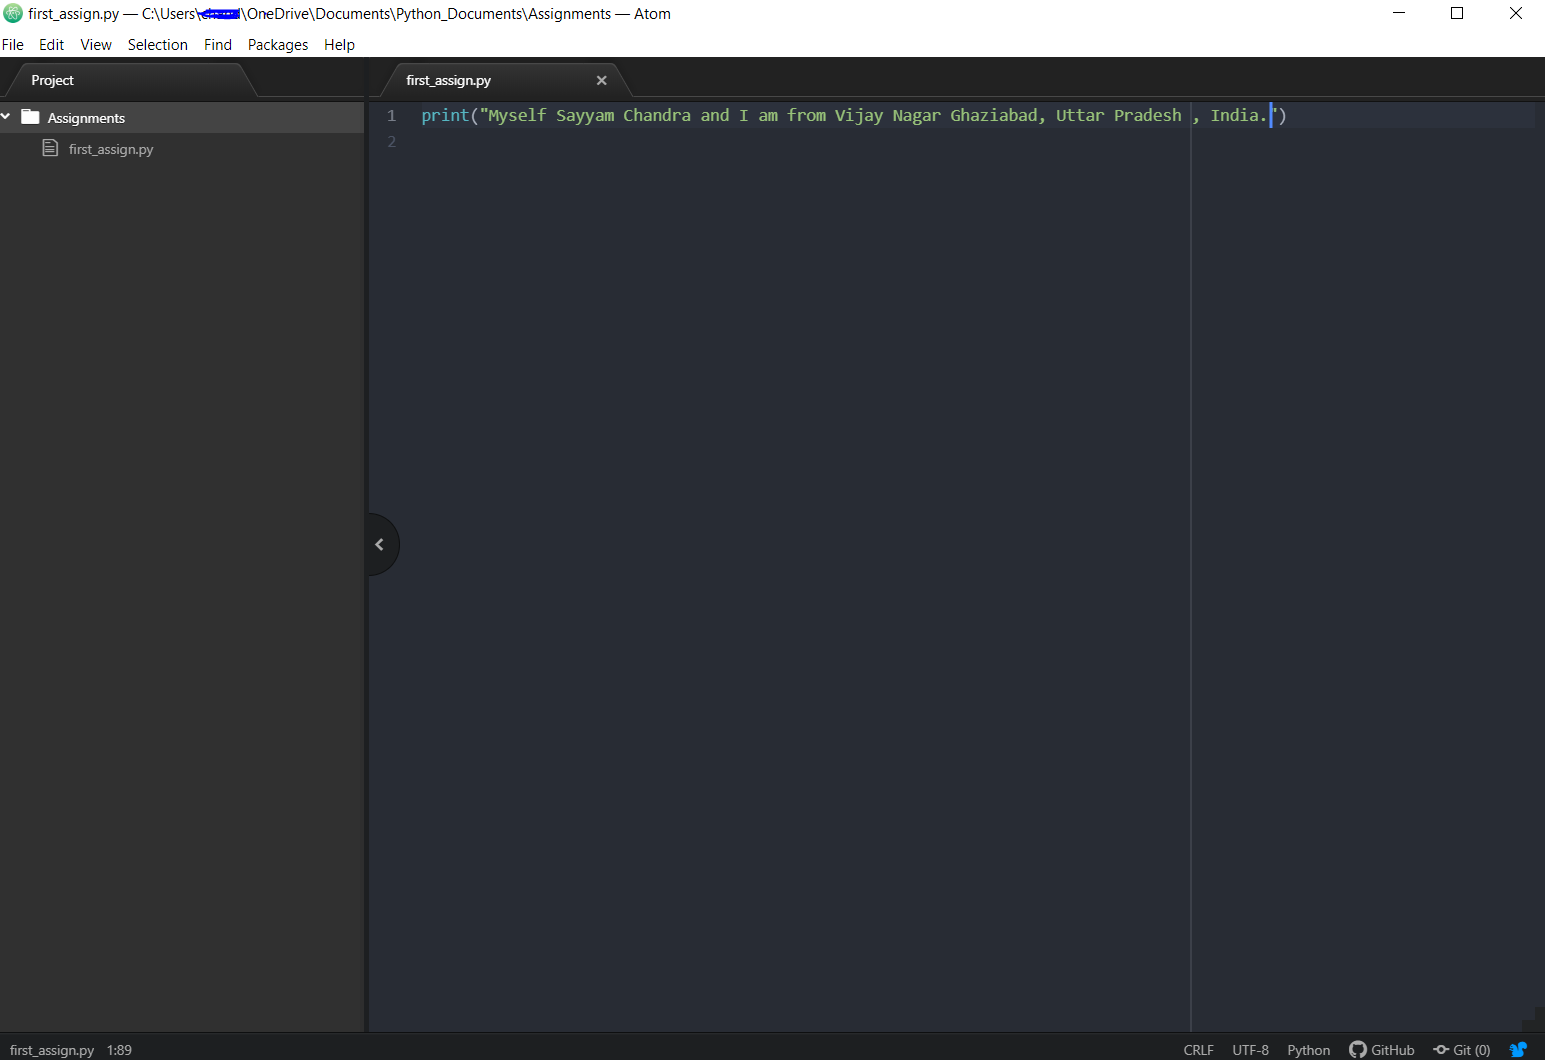 first_assign.py — C:\Users\ \OneDrive\Documents\Python_Documents\Assignments — Atom
File Edit View Selection Find Packages Help
Project
first_assign.py
Assignments
first_assign.py
1 print("Myself Sayyam Chandra and I am from Vijay Nagar Ghaziabad, Uttar Pradesh , India.")
2
first_assign.py 1:89 CRLF UTF-8 Python GitHub Git (0)